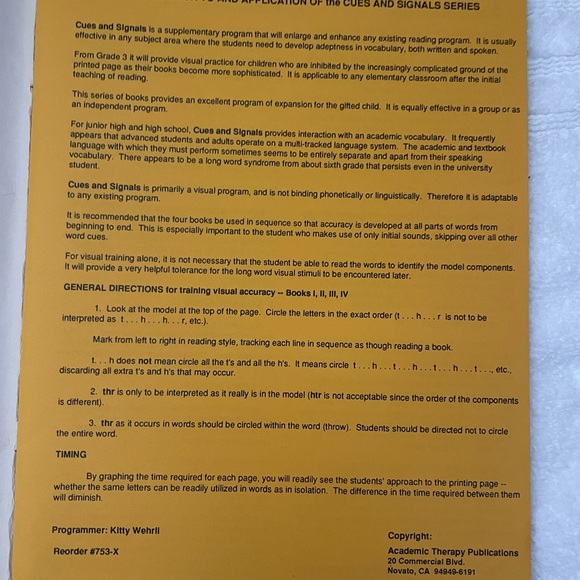 AND APPLICATION OF the CUES AND SIGNALS SERIES
Cues and Signals is a supplementary program that will enlarge and enhance any existing reading program. It is usually
effective in any subject area where the students need to develop adeptness in vocabulary, both written and spoken.
From Grade 3 it will provide visual practice for children who are inhibited by the increasingly complicated ground of the
printed page as their books become more sophisticated. It is applicable to any elementary classroom after the initial
teaching of reading.
This series of books provides an excellent program of expansion for the gifted child. It is equally effective in a group or as
an independent program.
For junior high and high school, Cues and Signals provides interaction with an academic vocabulary. It frequently
appears that advanced students and adults operate on a multi-tracked language system. The academic and textbook
language with which they must perform sometimes seems to be entirely separate and apart from their speaking
vocabulary. There appears to be a long word syndrome from about sixth grade that persists even in the university
student.
Cues and Signals is primarily a visual program, and is not binding phonetically or linguistically. Therefore it is adaptable
to any existing program.
It is recommended that the four books be used in sequence so that accuracy is developed at all parts of words from
beginning to end. This is especially important to the student who makes use of only initial sounds, skipping over all other
word cues.
For visual training alone, it is not necessary that the student be able to read the words to identify the model components.
It will provide a very helpful tolerance for the long word visual stimuli to be encountered later.
GENERAL DIRECTIONS for training visual accuracy -- Books I, II, III, IV
1. Look at the model at the top of the page. Circle the letters in the exact order (t . . . h . . . r is not to be
interpreted as t . . . h . . . h. . . r, etc.).
Mark from left to right in reading style, tracking each line in sequence as though reading a book.
t. . . h does not mean circle all the t's and all the h's. It means circle t . . . h . . . t . . . h . . . t . . . h . . . t . . ., etc.,
discarding all extra t's and h's that may occur.
2. thr is only to be interpreted as it really is in the model (htr is not acceptable since the order of the components
is different).
3. thr as it occurs in words should be circled within the word (throw). Students should be directed not to circle
the entire word.
TIMING
By graphing the time required for each page, you will readily see the students' approach to the printing page --
whether the same letters can be readily utilized in words as in isolation. The difference in the time required between them
will diminish.
Programmer: Kitty Wehrli
Reorder #753-X
Copyright:
Academic Therapy Publications
20 Commercial Blvd.
Novato, CA 94949-6191